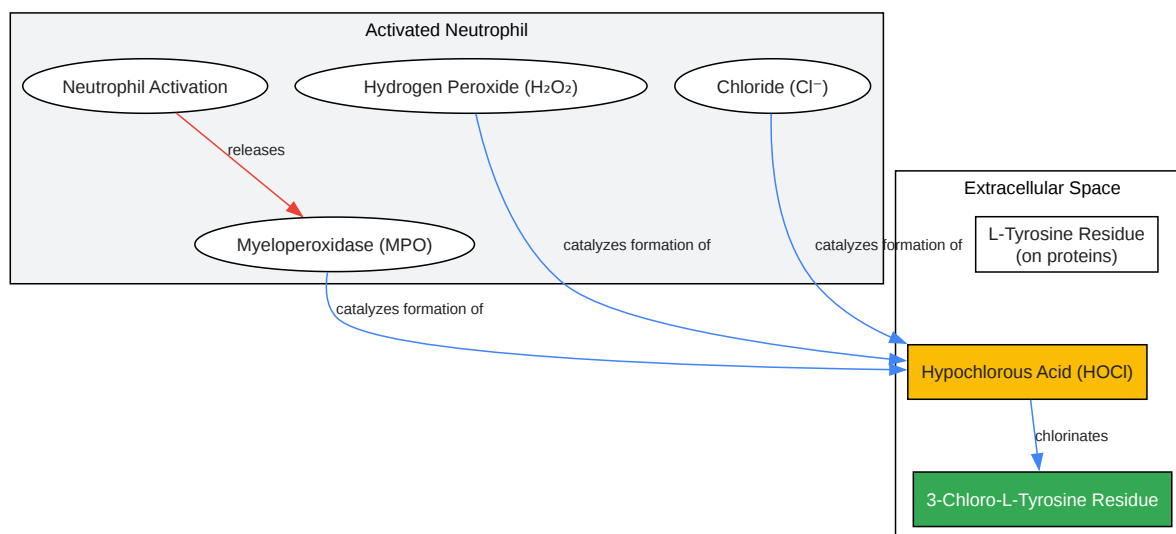 Activated Neutrophil
Neutrophil Activation
Hydrogen Peroxide (H₂O₂)
Chloride (Cl⁻)
releases
Extracellular Space
L-Tyrosine Residue
(on proteins)
Myeloperoxidase (MPO)
catalyzes formation of
catalyzes formation of
catalyzes formation of
Hypochlorous Acid (HOCl)
chlorinates
3-Chloro-L-Tyrosine Residue